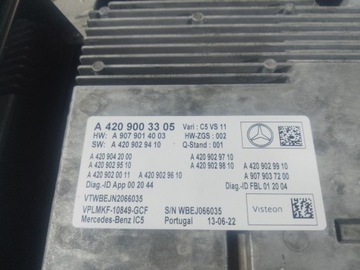 A 420 900 33 05 Vari : C5 VS 11
HW: A 907 901 40 03 HW-ZGS : 002
SW: A 420 902 94 10 Q-Stand : 001
A 420 904 20 00 A 420 902 97 10
A 420 902 95 10 A 420 902 98 10 A 420 902 99 10
A 420 902 00 11 A 420 902 96 10 A 907 903 72 00
Diag.-ID App 00 20 44 Diag.-ID FBL 01 20 04
VTWBEJN2066035
VPLMKF-10849-GCF S/N WBEJ066035 Visteon
Mercedes-Benz IC5 Portugal 13-06-22